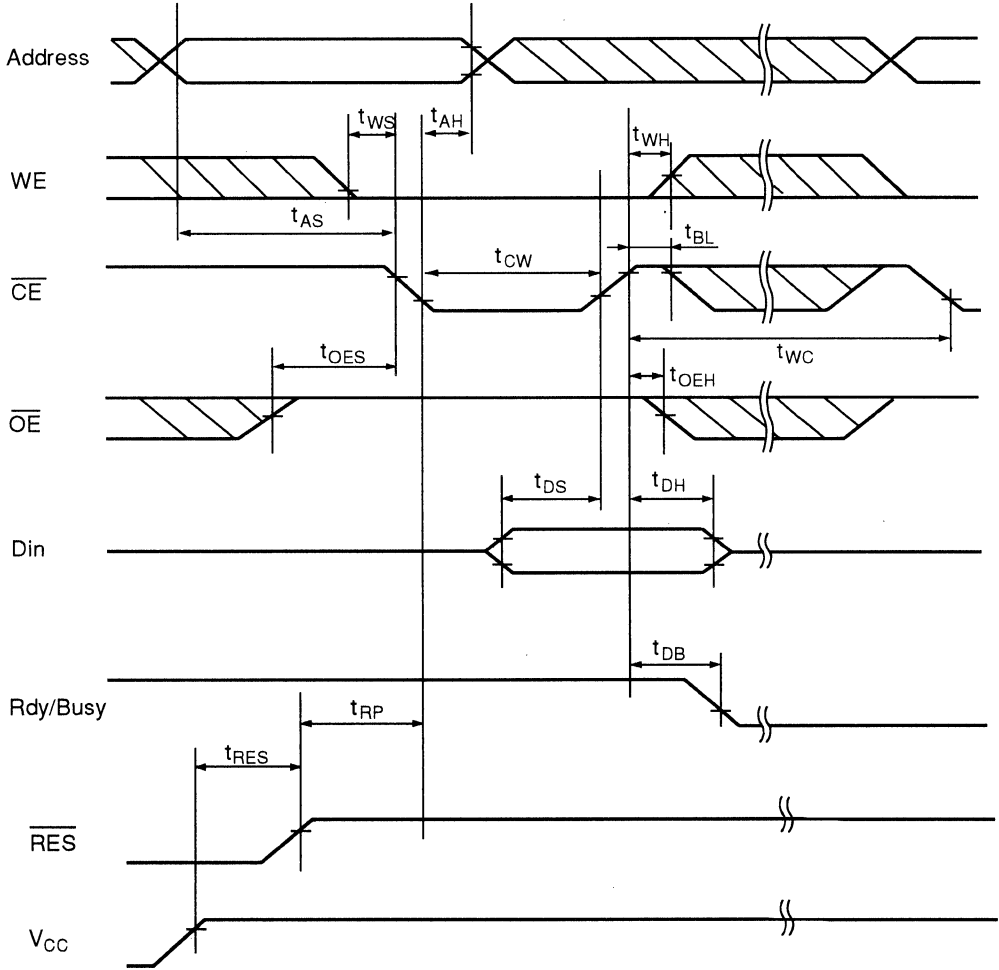 Address
tWS
tAH
tWH
WE
tAS
tBL
tCW
CE
tOES
tWC
tOEH
OE
tDS
tDH
Din
tDB
Rdy/Busy
tRP
tRES
RES
VCC